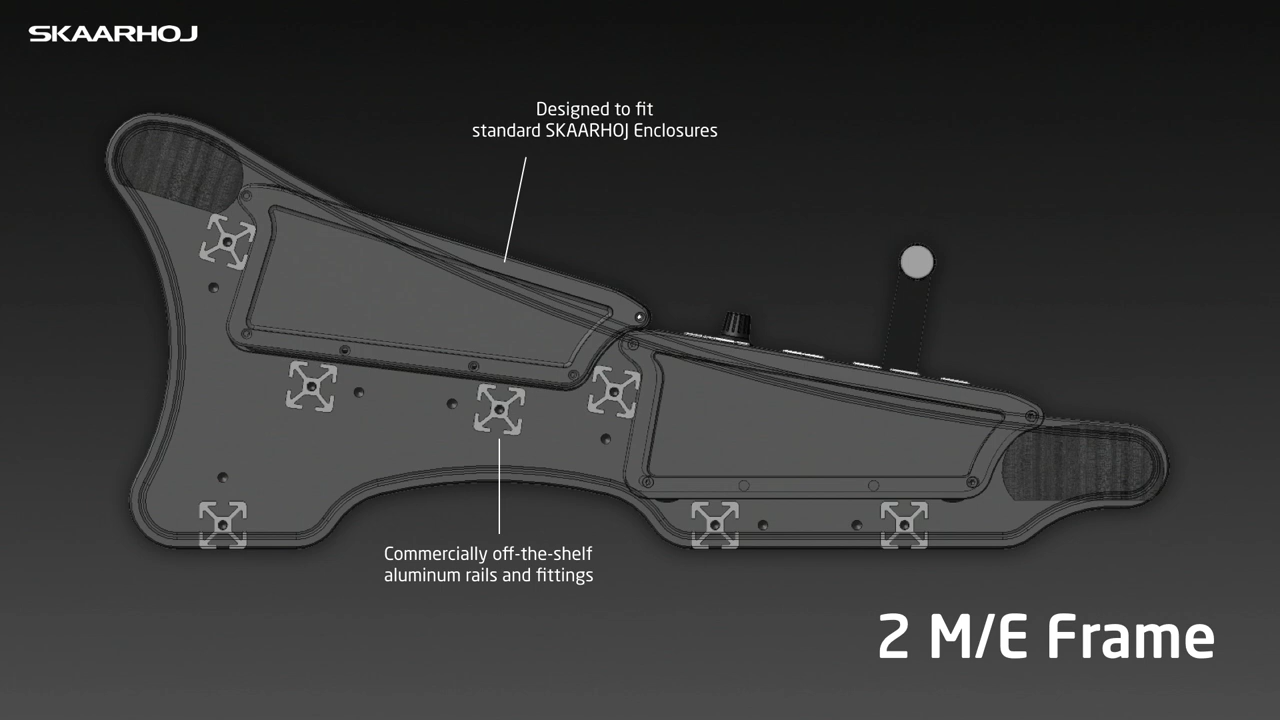 SKAARHOJ
Designed to fit
standard SKAARHOJ Enclosures
Commercially off-the-shelf
aluminum rails and fittings
2 M/E Frame